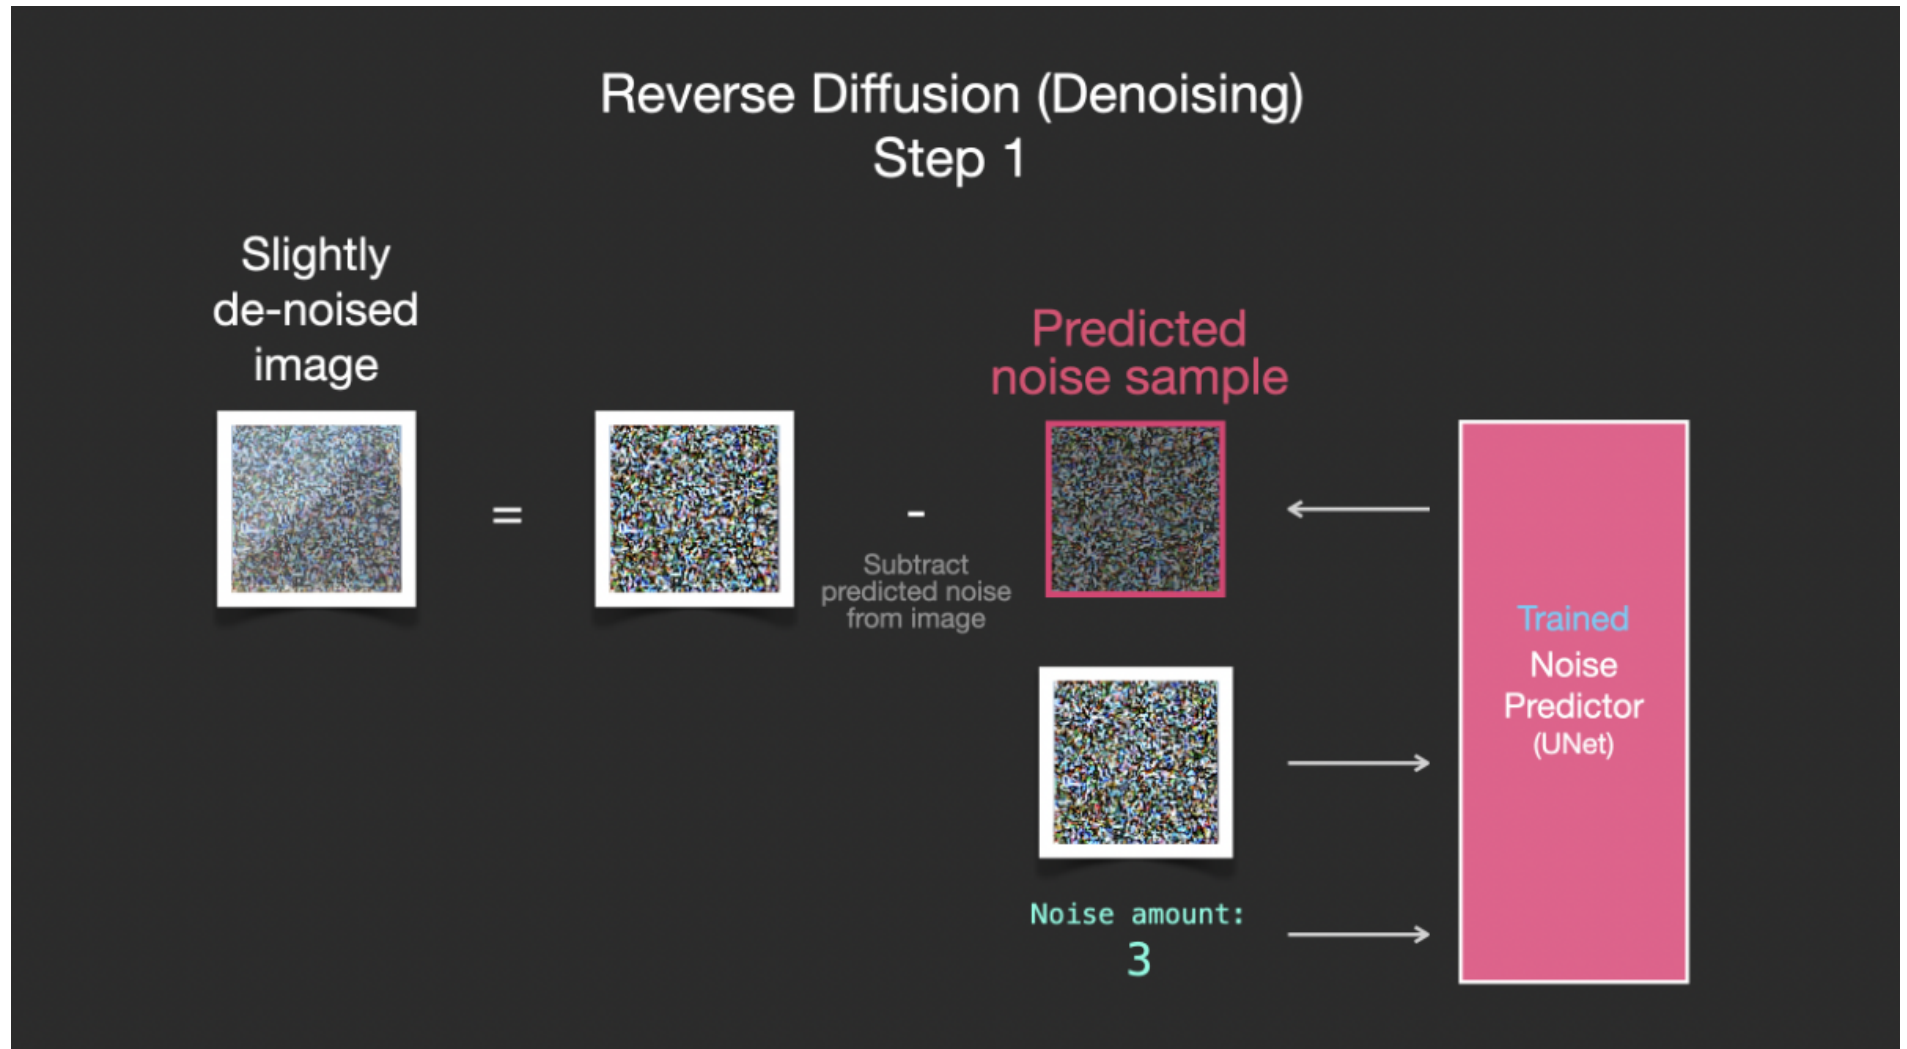 Reverse Diffusion (Denoising)
Step 1
Slightly
de-noised
image
=
-
Subtract
predicted noise
from image
Predicted
noise sample
Noise amount:
3
Trained
Noise
Predictor
(UNet)